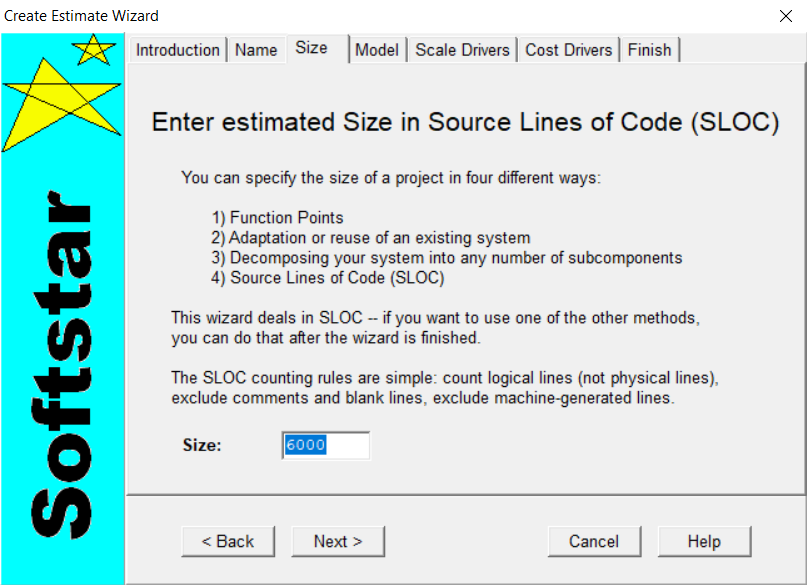 Create Estimate Wizard
Introduction Name Size Model Scale Drivers Cost Drivers Finish
Softstar
Enter estimated Size in Source Lines of Code (SLOC)
You can specify the size of a project in four different ways:
1) Function Points
2) Adaptation or reuse of an existing system
3) Decomposing your system into any number of subcomponents
4) Source Lines of Code (SLOC)
This wizard deals in SLOC -- if you want to use one of the other methods,
you can do that after the wizard is finished.
The SLOC counting rules are simple: count logical lines (not physical lines),
exclude comments and blank lines, exclude machine-generated lines.
Size: 6000
< Back Next > Cancel Help